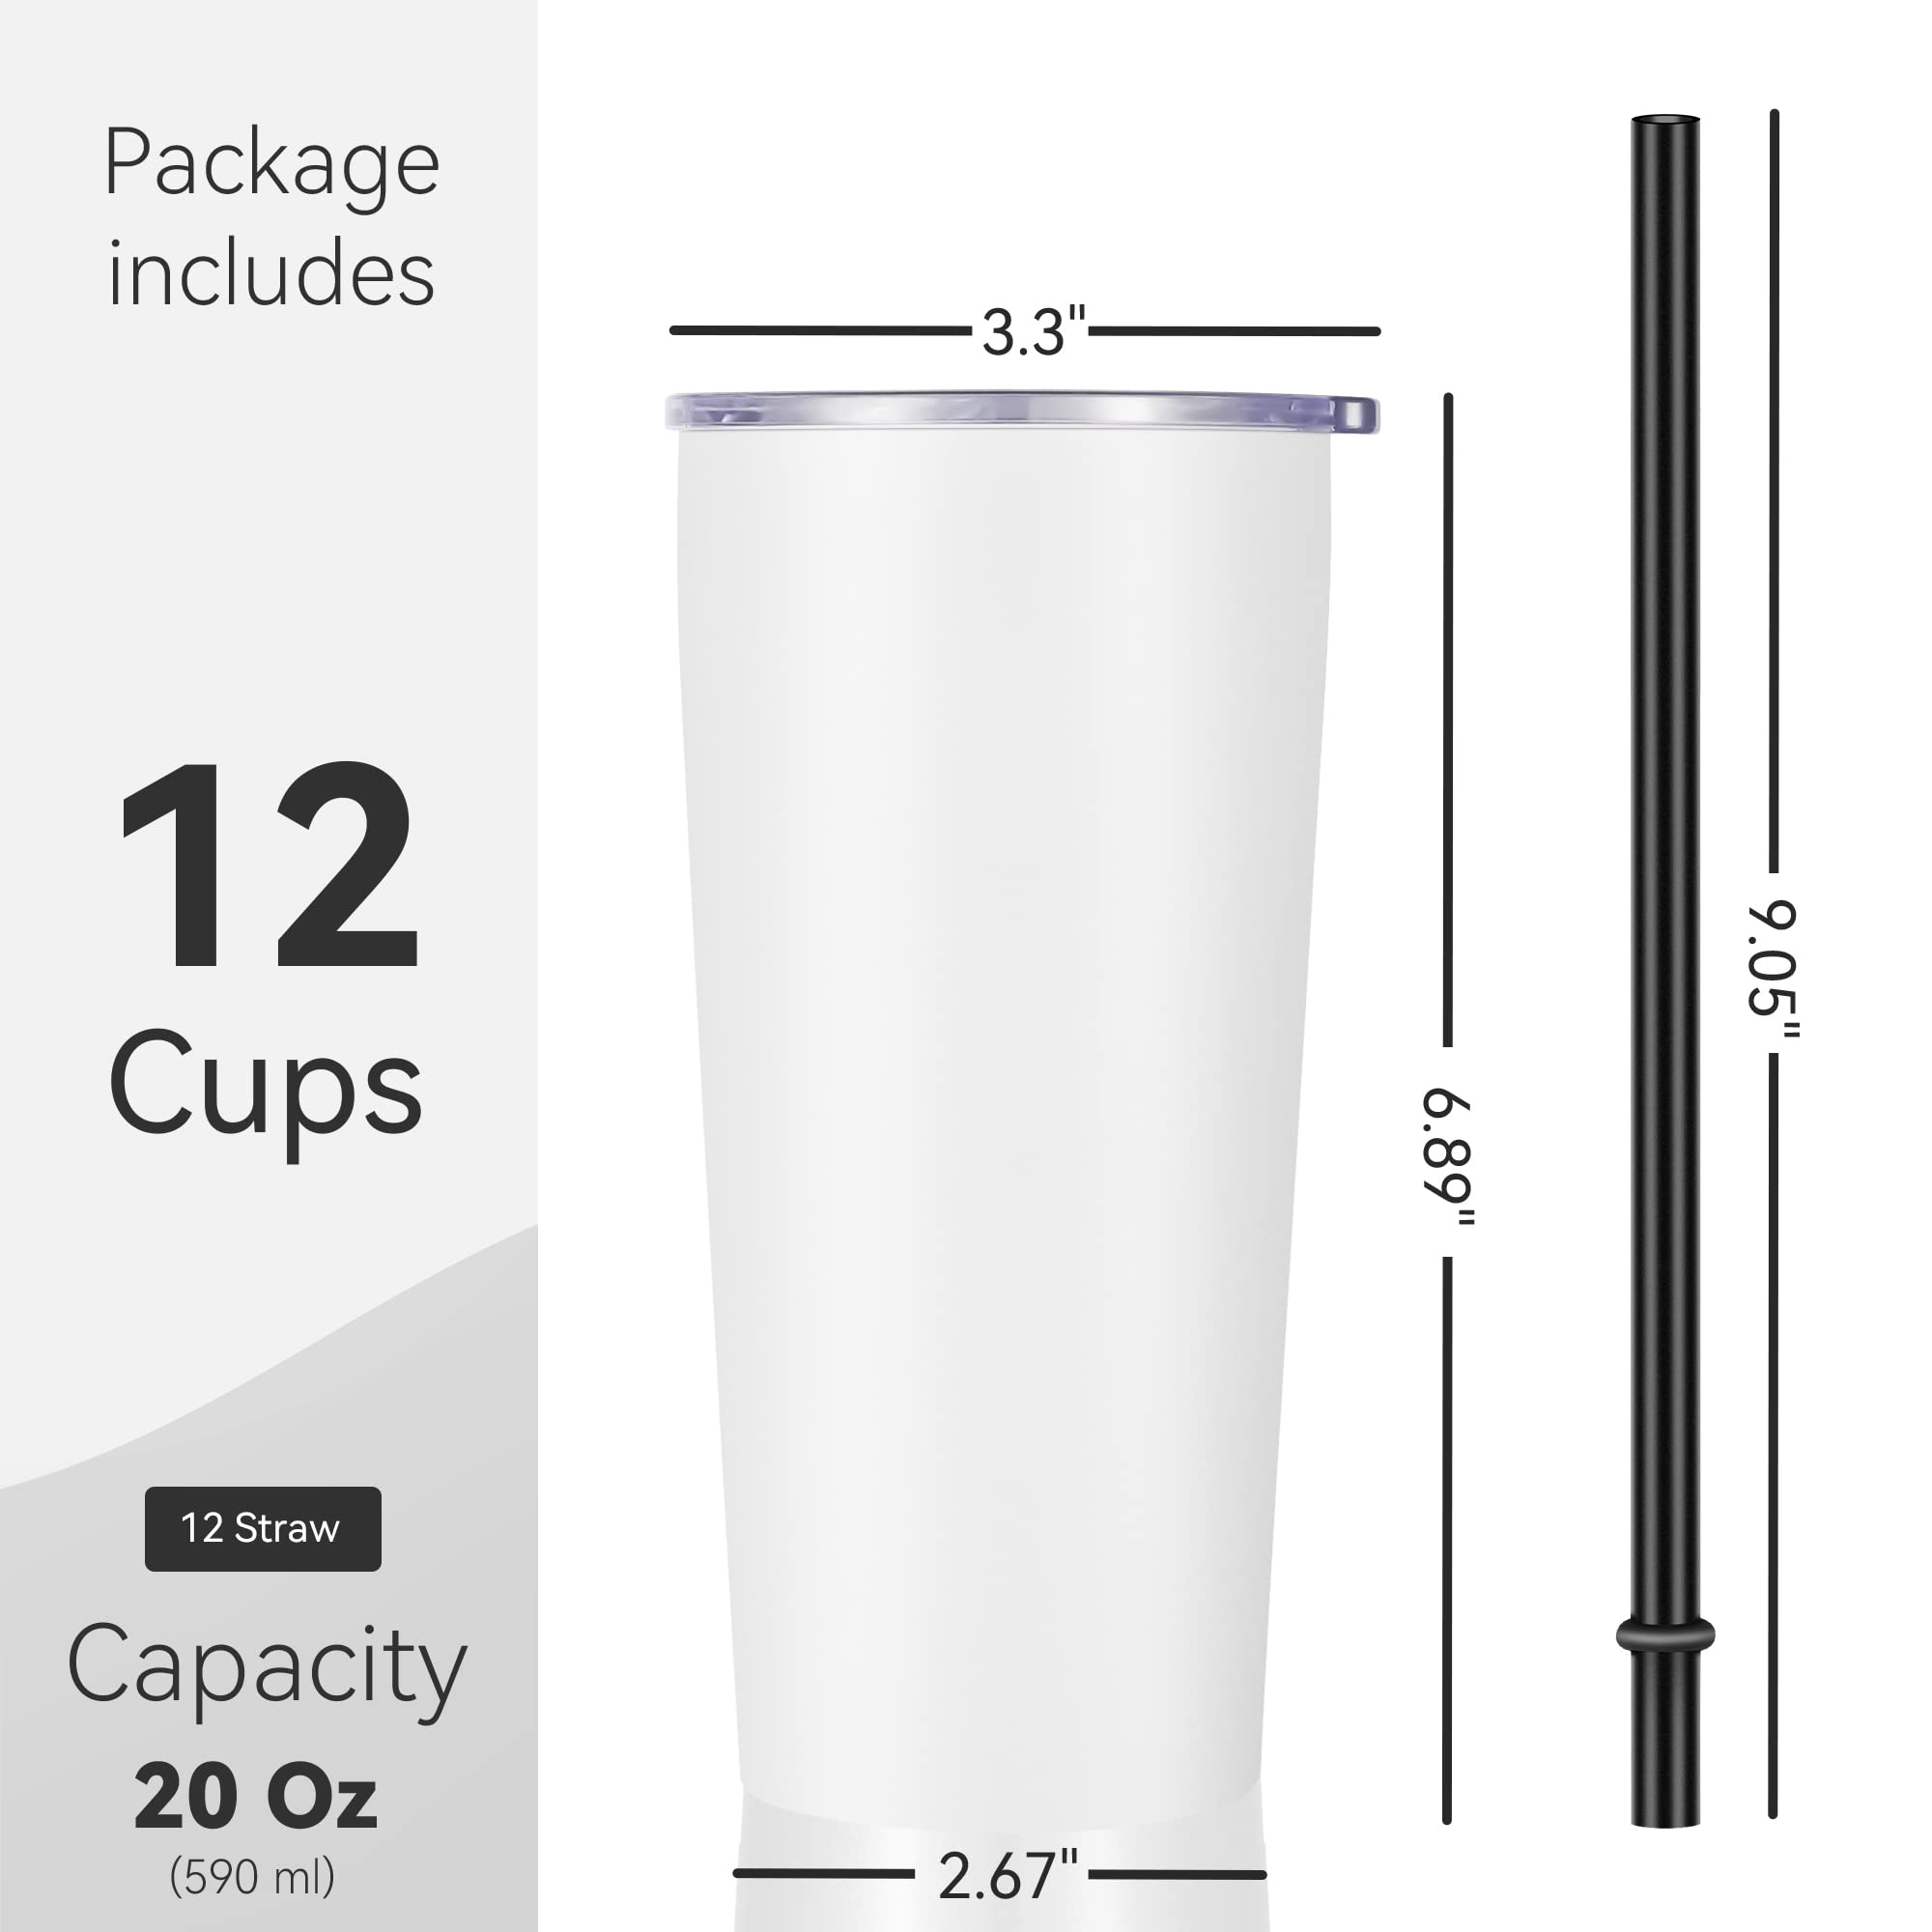 Package
includes
12
Cups
12 Straw
Capacity
20 Oz
(590 ml)
3.3"
6.89"
9.05"
2.67"